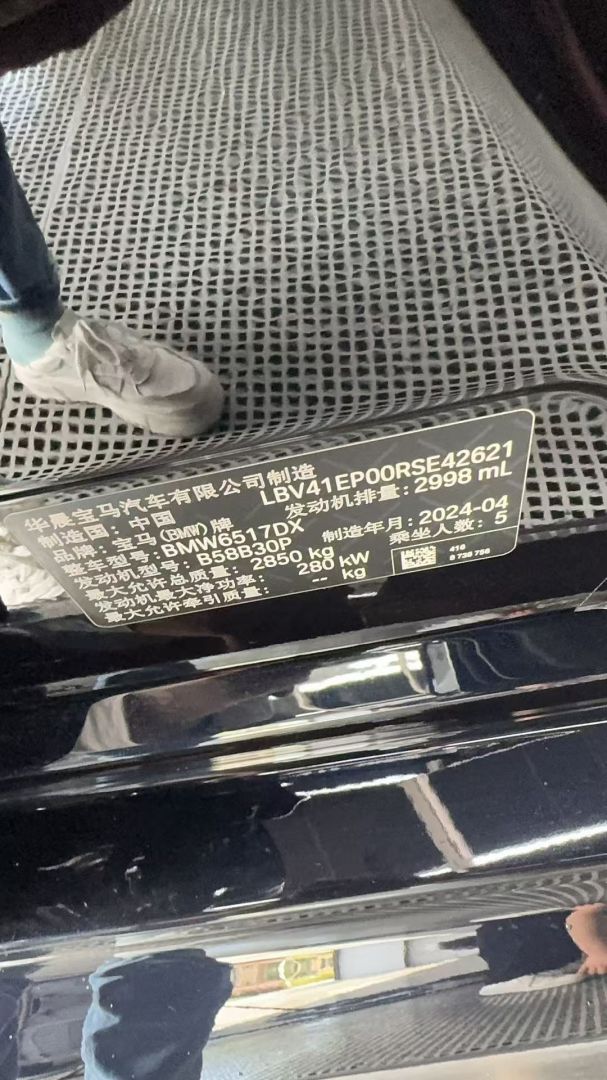 华晨宝马汽车有限公司制造
制造国：中国 LBV41EP00RSE42621
品牌：宝马(BMW)牌 发动机排量：2998 mL
整车型号：BMW6517DX
发动机型号：B58B30P 制造年月：2024-04
最大允许总质量： 2850 kg 乘坐人数： 5
发动机最大净功率： 280 kW
最大允许牵引质量： -- kg
416
9 738 756